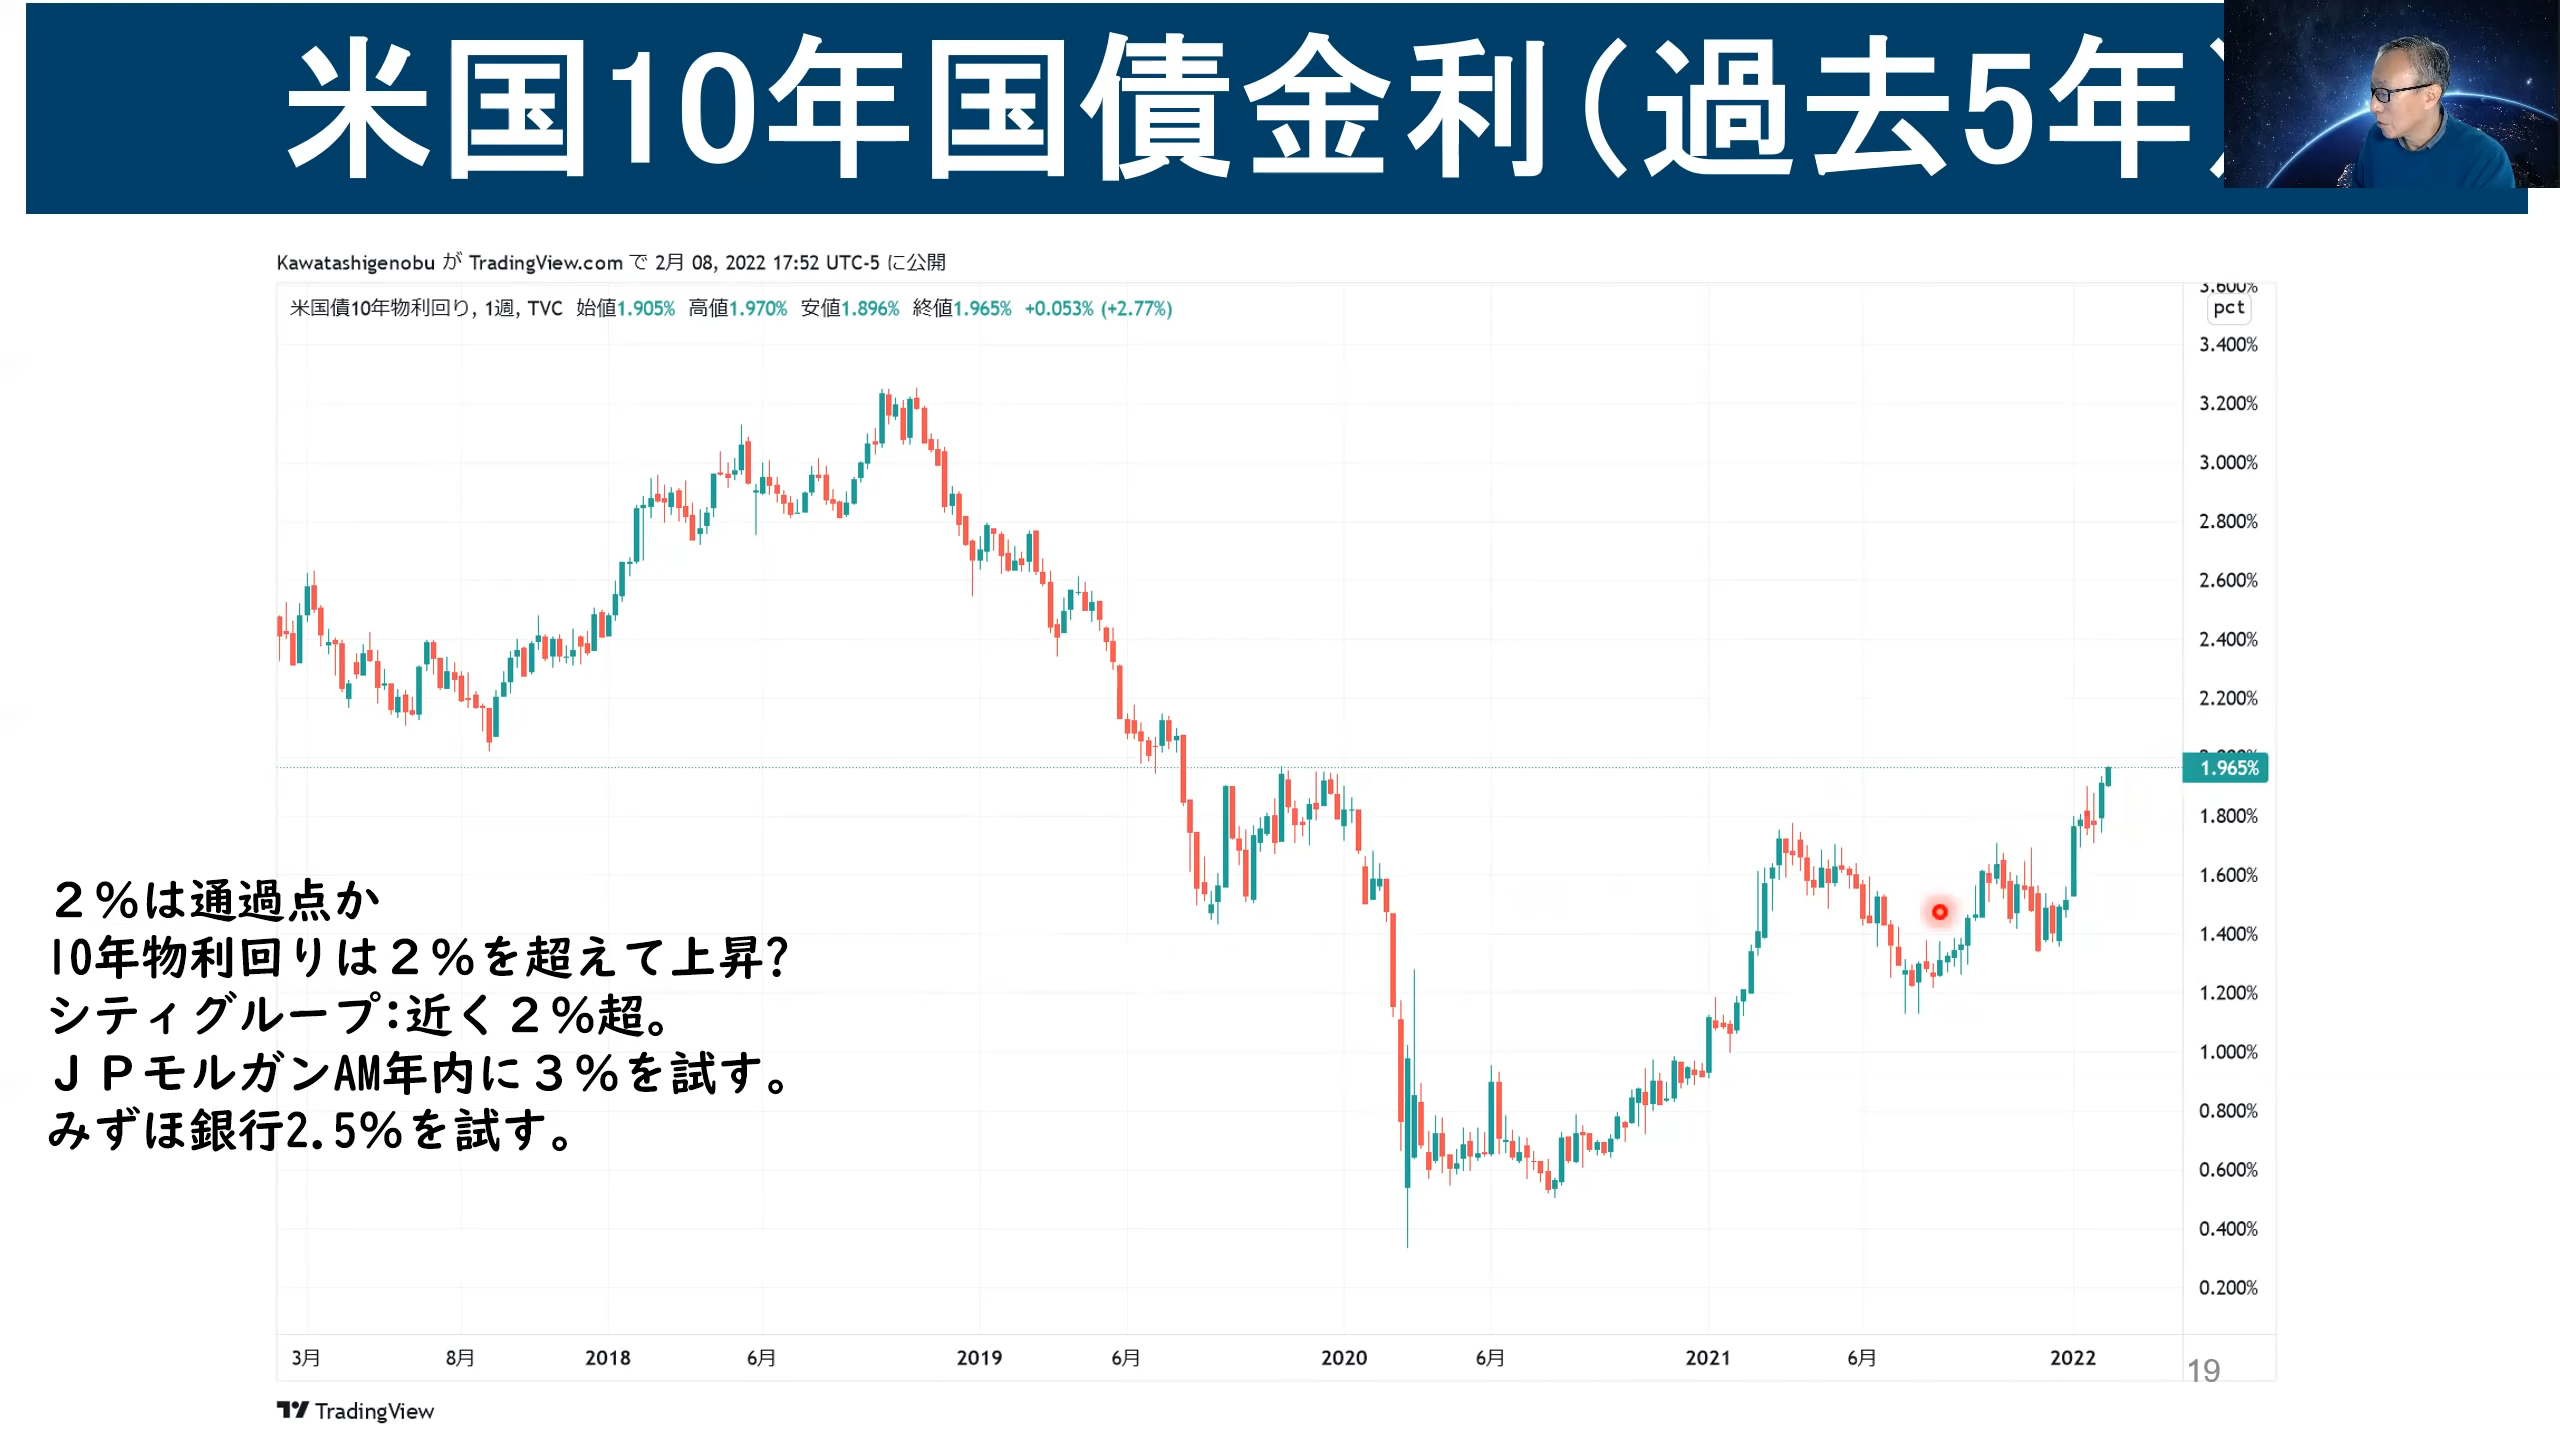 米国10年国債金利（過去5年）
Kawatashigenobu が TradingView.com で 2月 08, 2022 17:52 UTC-5 に公開
米国債10年物利回り, 1週, TVC 始値1.905% 高値1.970% 安値1.896% 終値1.965% +0.053% (+2.77%)
3.600%
pct
3.400%
3.200%
3.000%
2.800%
2.600%
2.400%
2.200%
2.000%
1.965%
1.800%
1.600%
1.400%
1.200%
1.000%
0.800%
0.600%
0.400%
0.200%
２％は通過点か
10年物利回りは２％を超えて上昇?
シティグループ:近く２％超。
ＪＰモルガンAM年内に３％を試す。
みずほ銀行2.5％を試す。
3月 8月 2018 6月 2019 6月 2020 6月 2021 6月 2022
19
TradingView